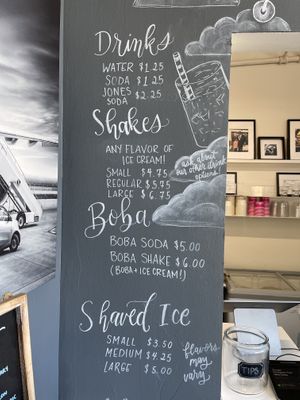 Drinks
WATER $1.25
SODA $1.25
JONES SODA $2.25
Shakes
ANY FLAVOR OF
ICE CREAM!
SMALL $4.75
REGULAR $5.75
LARGE $6.75
ask about
our other drink
options!
Boba
BOBA SODA $5.00
BOBA SHAKE $6.00
(BOBA + ICE CREAM!)
Shaved Ice
SMALL $3.50
MEDIUM $4.25
LARGE $5.00
flavors
may
vary
TIPS